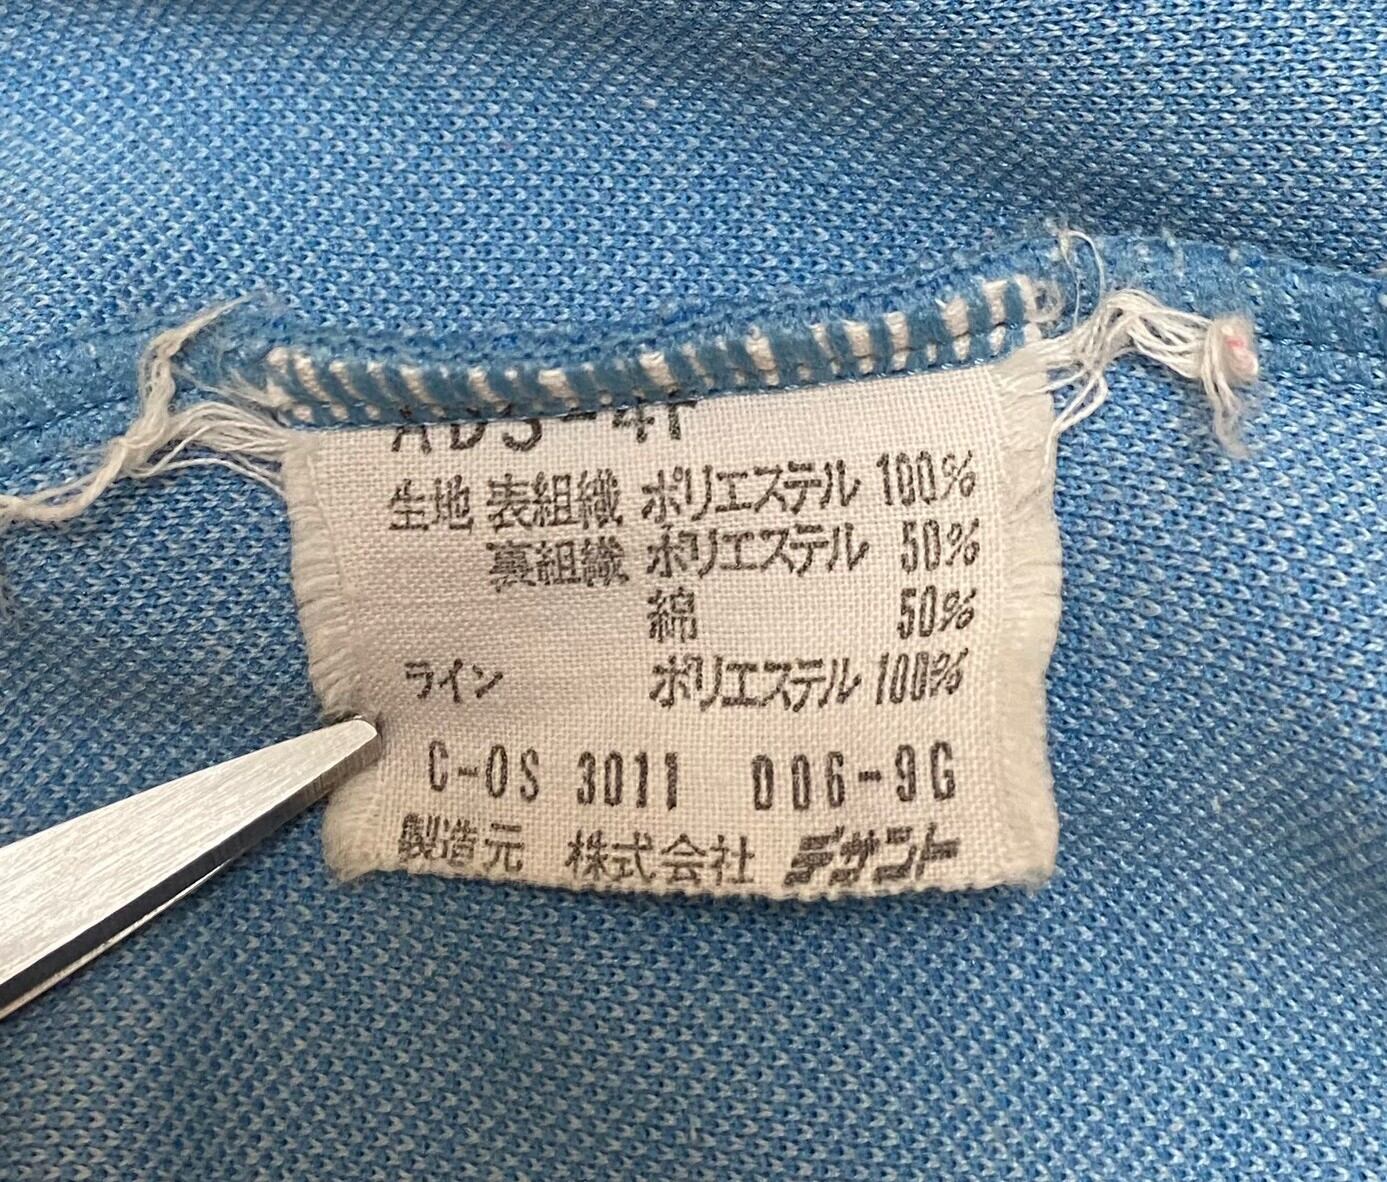 ADS-4P
生地 表組織 ポリエステル 100%
裏組織 ポリエステル 50%
綿 50%
ライン ポリエステル 100%
C-OS 3011 006-9G
製造元 株式会社 デサント